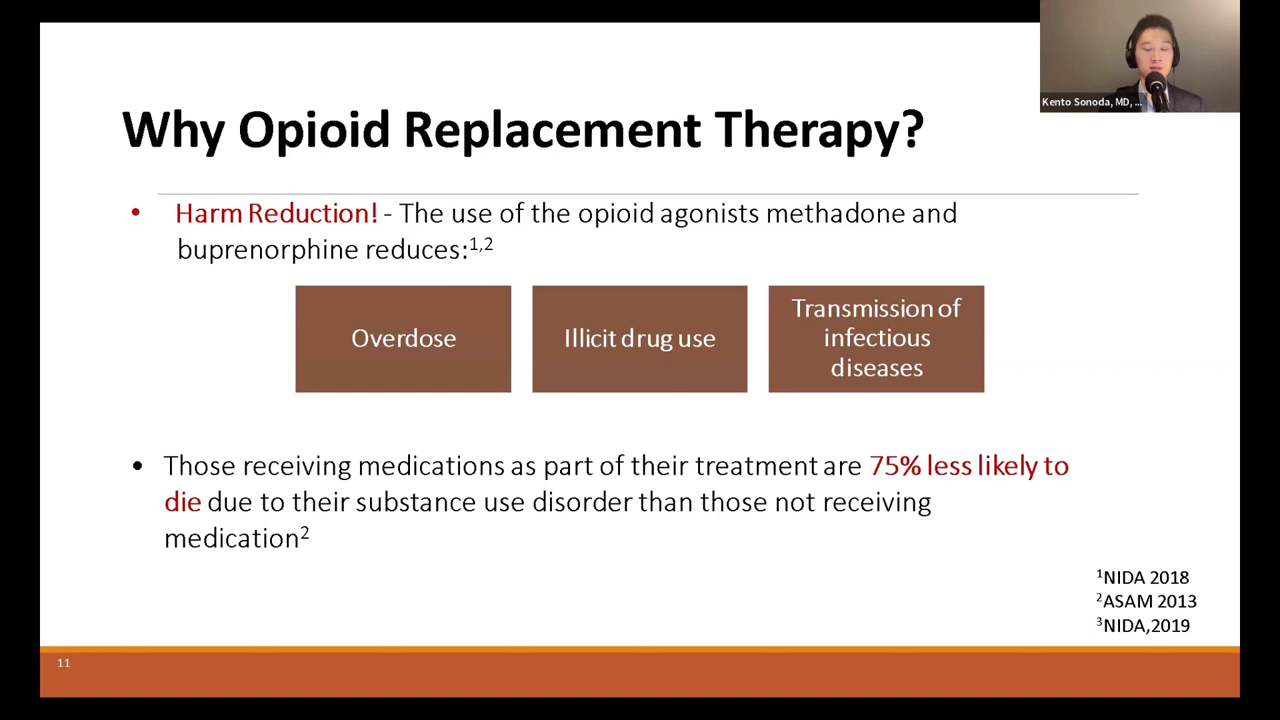 Kento Sonoda, MD, ...
Why Opioid Replacement Therapy?
• Harm Reduction! - The use of the opioid agonists methadone and
buprenorphine reduces:1,2
Overdose
Illicit drug use
Transmission of
infectious
diseases
• Those receiving medications as part of their treatment are 75% less likely to
die due to their substance use disorder than those not receiving
medication2
1NIDA 2018
2ASAM 2013
3NIDA,2019
11